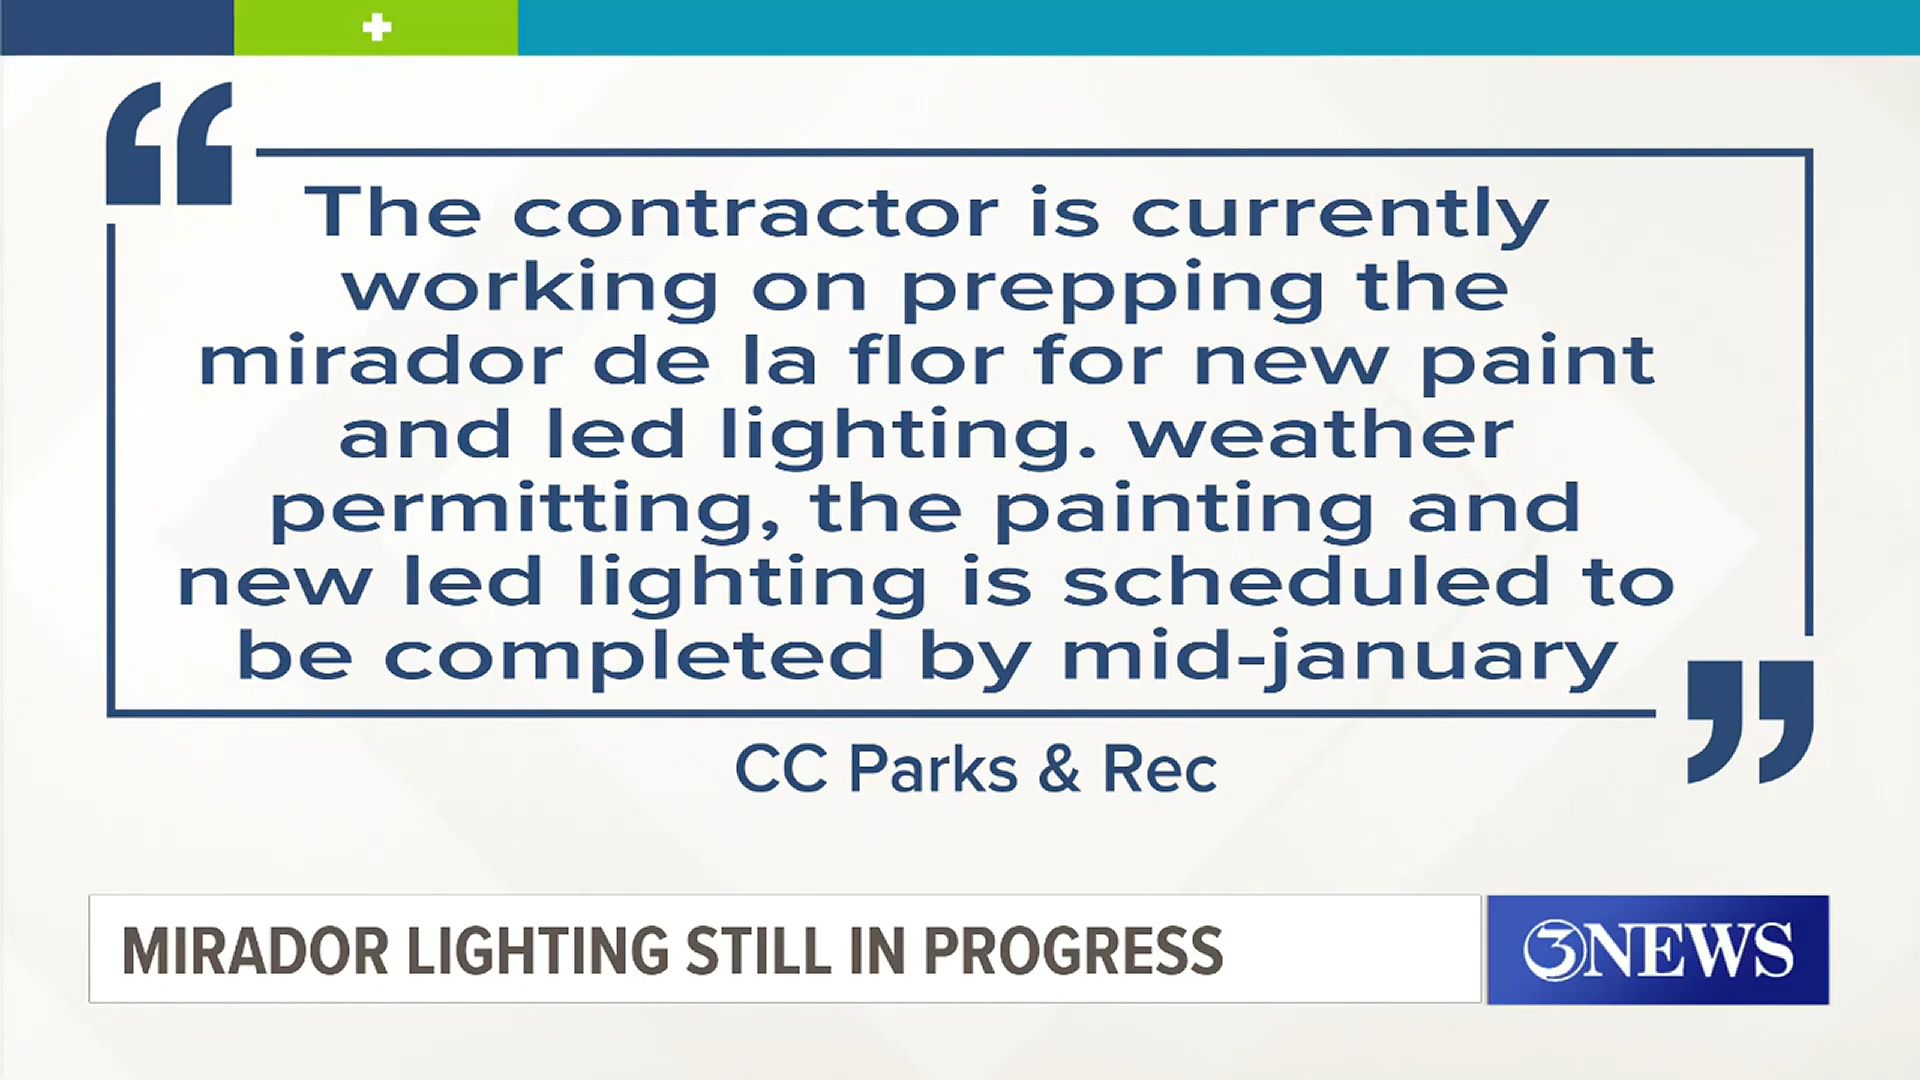 “
The contractor is currently
working on prepping the
mirador de la flor for new paint
and led lighting. weather
permitting, the painting and
new led lighting is scheduled to
be completed by mid-january
”
CC Parks & Rec
MIRADOR LIGHTING STILL IN PROGRESS
3NEWS